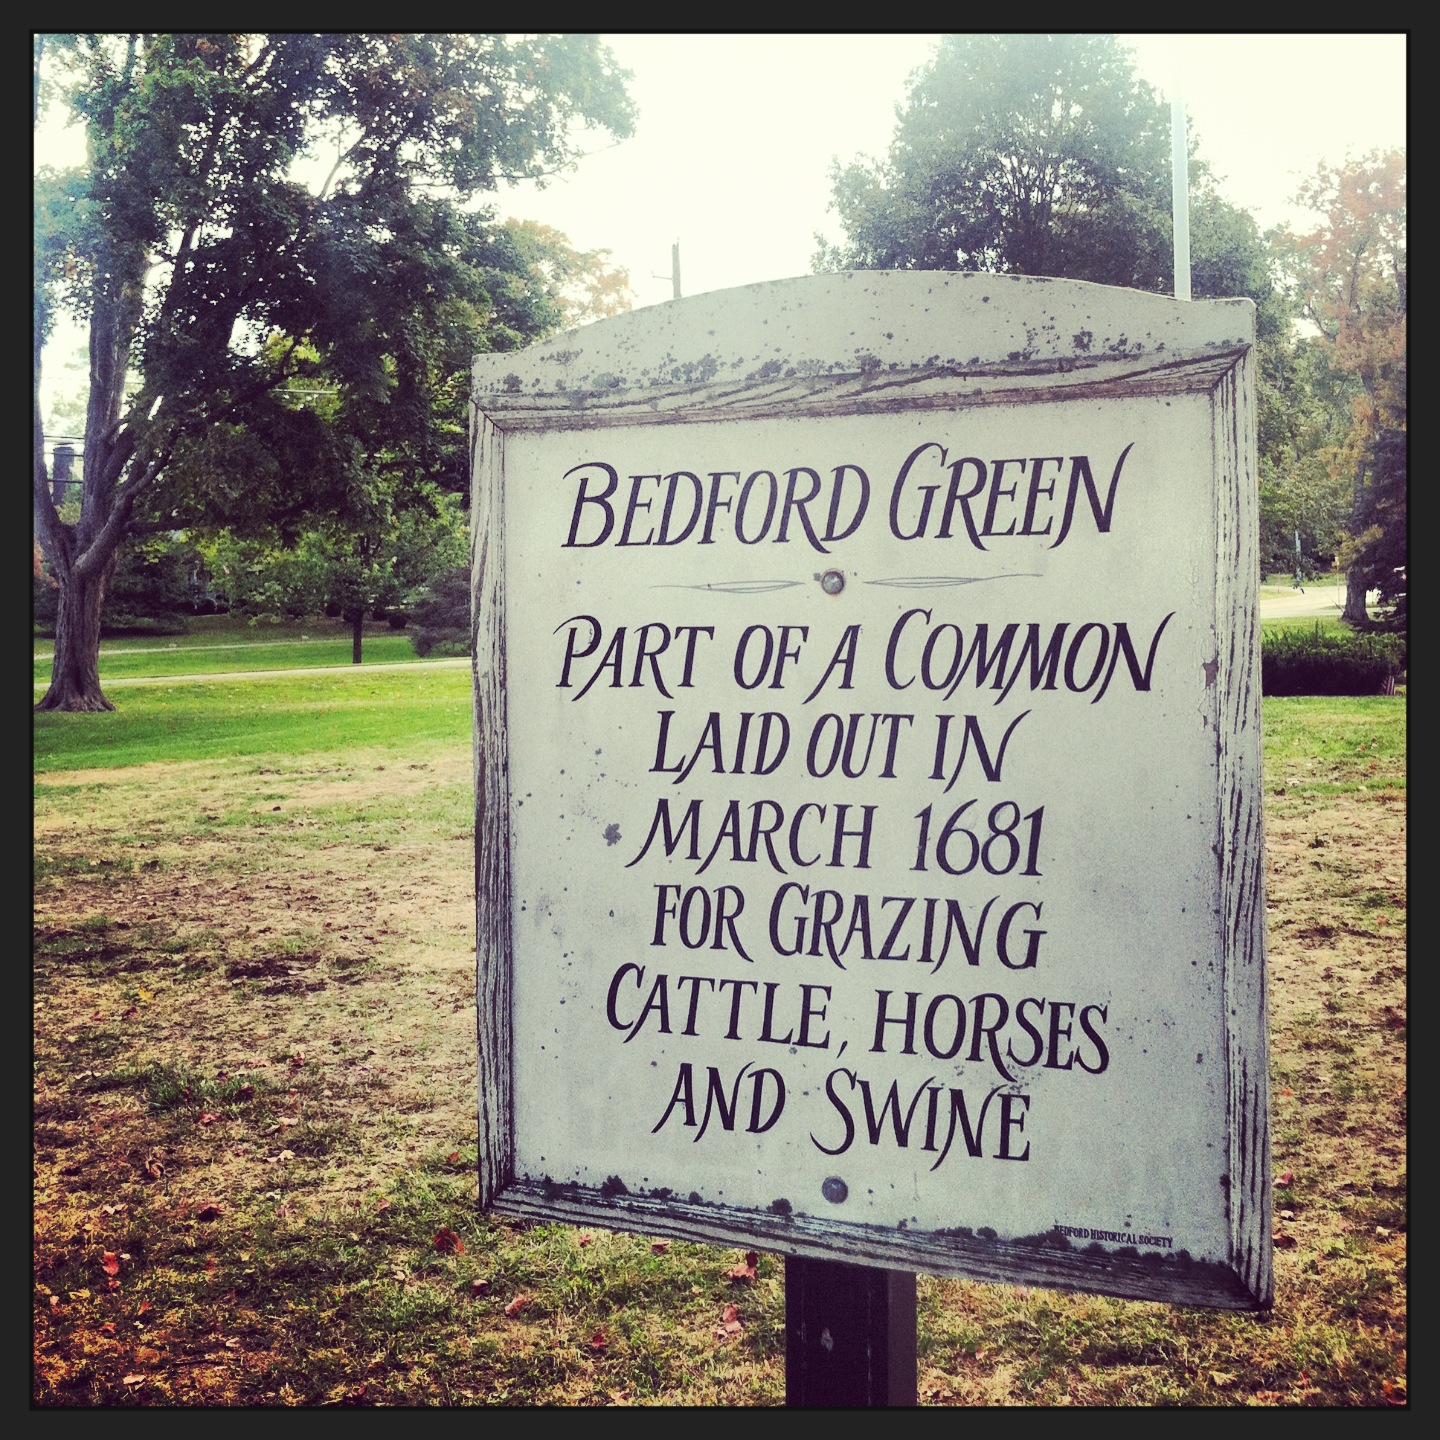 BEDFORD GREEN
PART OF A COMMON
LAID OUT IN
MARCH 1681
FOR GRAZING
CATTLE, HORSES
AND SWINE
BEDFORD HISTORICAL SOCIETY